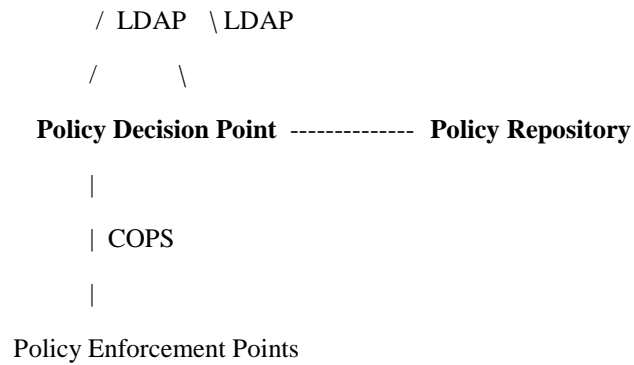 / LDAP \ LDAP
/ \
Policy Decision Point -------------- Policy Repository
|
| COPS
|
Policy Enforcement Points